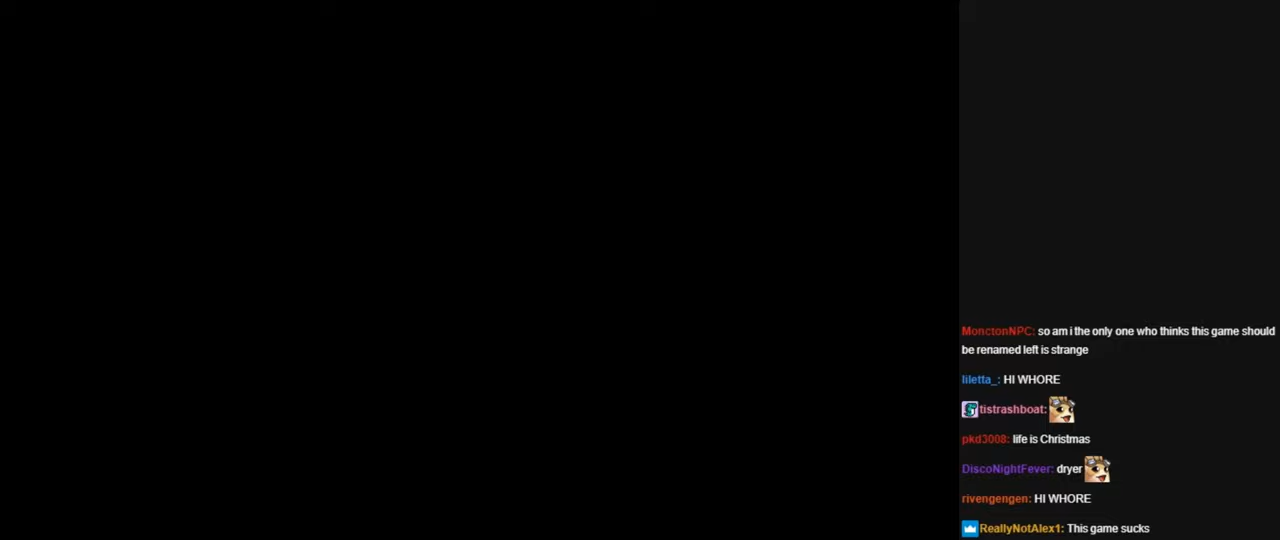 MonctonNPC: so am i the only one who thinks this game should
be renamed left is strange
liletta_: HI WHORE
tistrashboat:
pkd3008: life is Christmas
DiscoNightFever: dryer
rivengengen: HI WHORE
ReallyNotAlex1: This game sucks